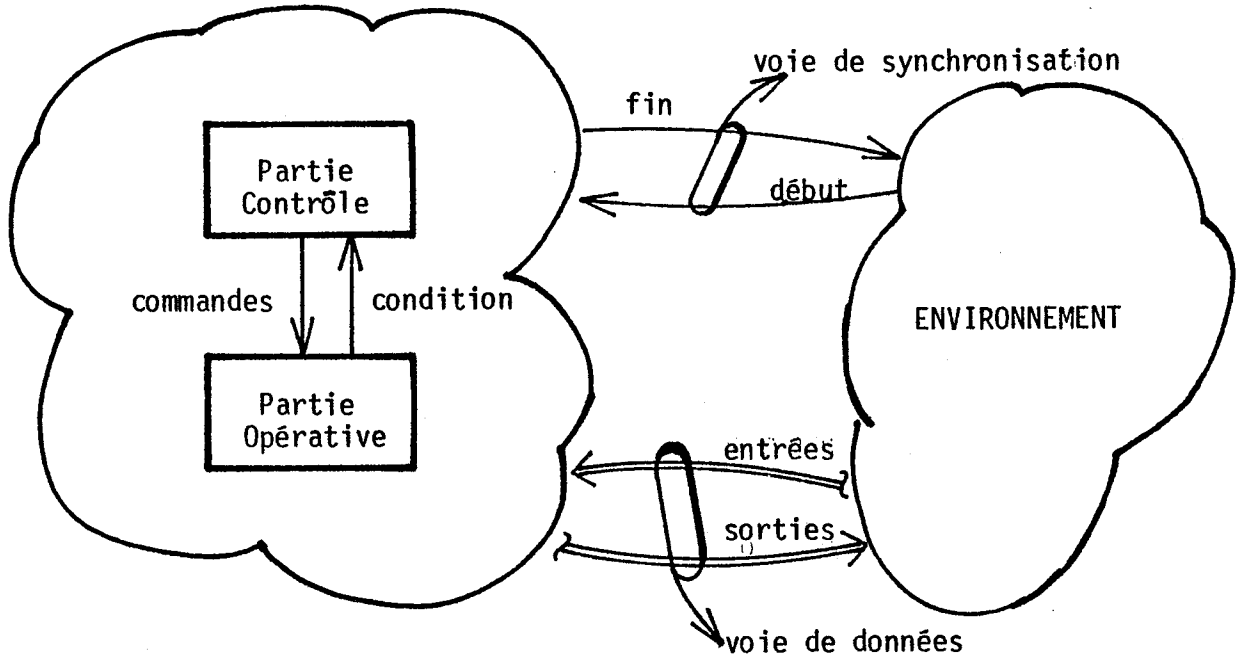 voie de synchronisation
fin
Partie
Contrôle
début
commandes
condition
ENVIRONNEMENT
Partie
Opérative
entrées
sorties
voie de données